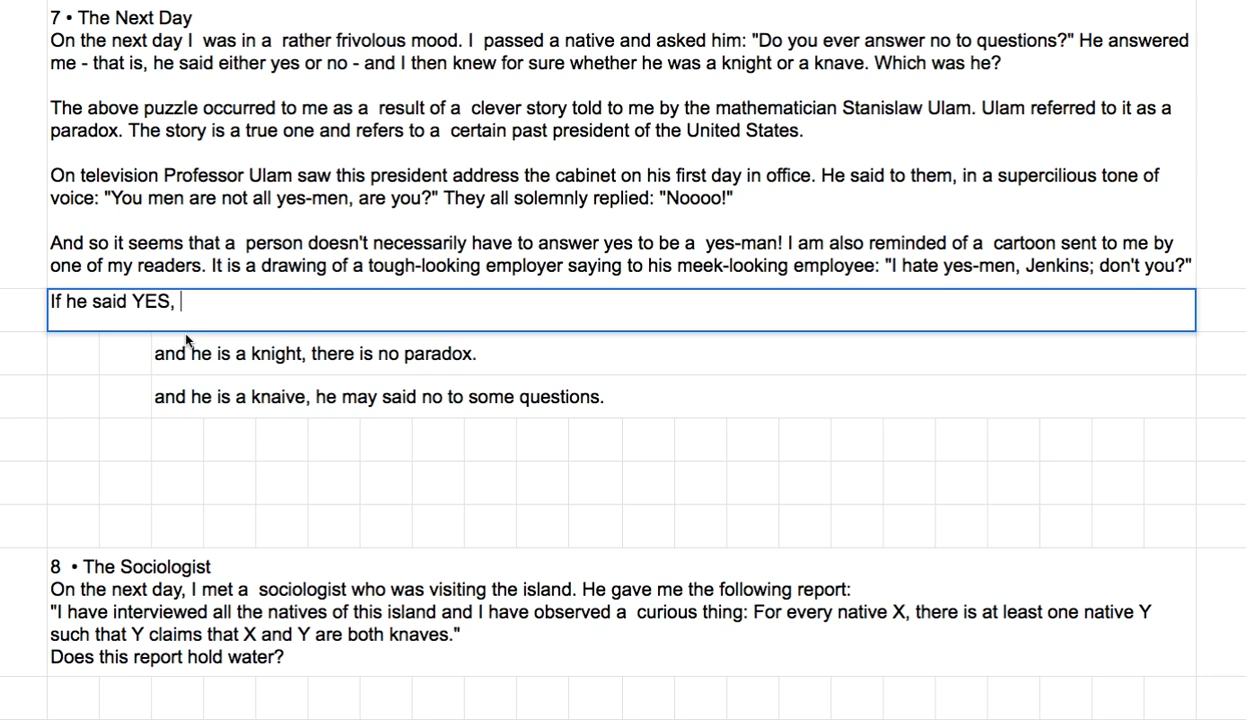 7 • The Next Day
On the next day I was in a rather frivolous mood. I passed a native and asked him: "Do you ever answer no to questions?" He answered
me - that is, he said either yes or no - and I then knew for sure whether he was a knight or a knave. Which was he?
The above puzzle occurred to me as a result of a clever story told to me by the mathematician Stanislaw Ulam. Ulam referred to it as a
paradox. The story is a true one and refers to a certain past president of the United States.
On television Professor Ulam saw this president address the cabinet on his first day in office. He said to them, in a supercilious tone of
voice: "You men are not all yes-men, are you?" They all solemnly replied: "Noooo!"
And so it seems that a person doesn't necessarily have to answer yes to be a yes-man! I am also reminded of a cartoon sent to me by
one of my readers. It is a drawing of a tough-looking employer saying to his meek-looking employee: "I hate yes-men, Jenkins; don't you?"
If he said YES,
and he is a knight, there is no paradox.
and he is a knaive, he may said no to some questions.
8 • The Sociologist
On the next day, I met a sociologist who was visiting the island. He gave me the following report:
"I have interviewed all the natives of this island and I have observed a curious thing: For every native X, there is at least one native Y
such that Y claims that X and Y are both knaves."
Does this report hold water?